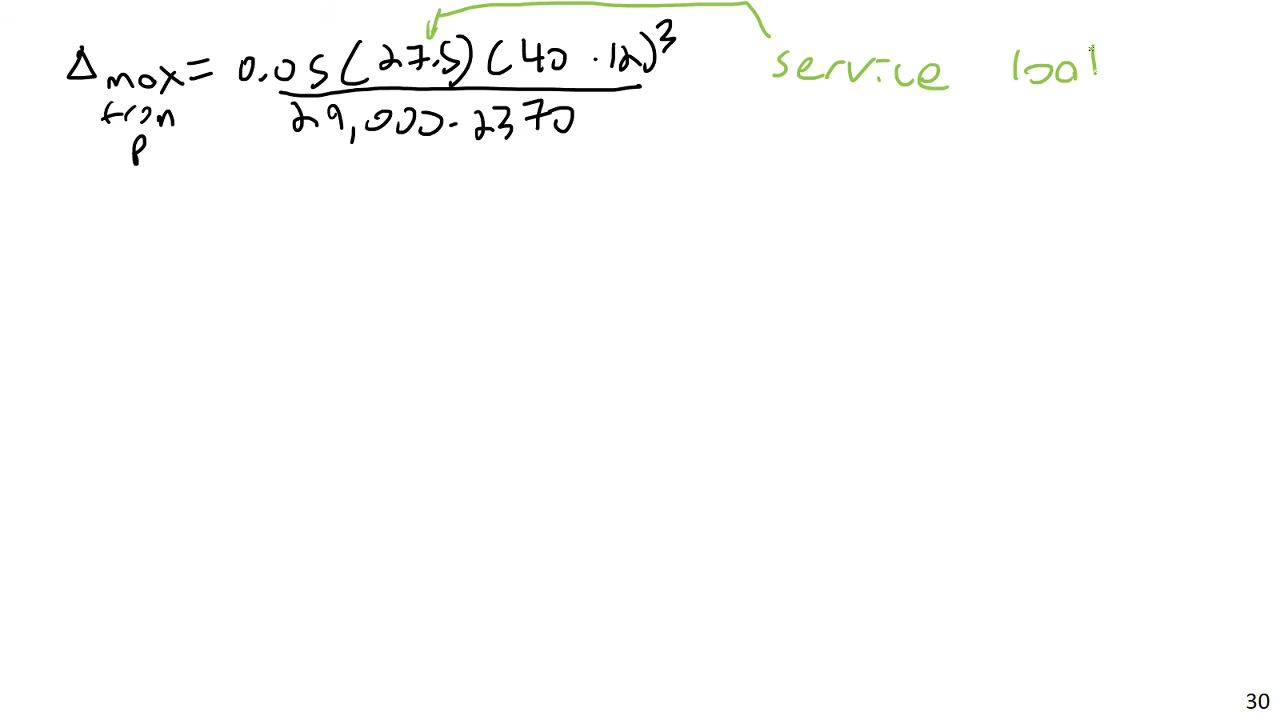 Δmax = 0.05(27.5)(40 · 12)³ service load
from 29,000 · 2370
P
30